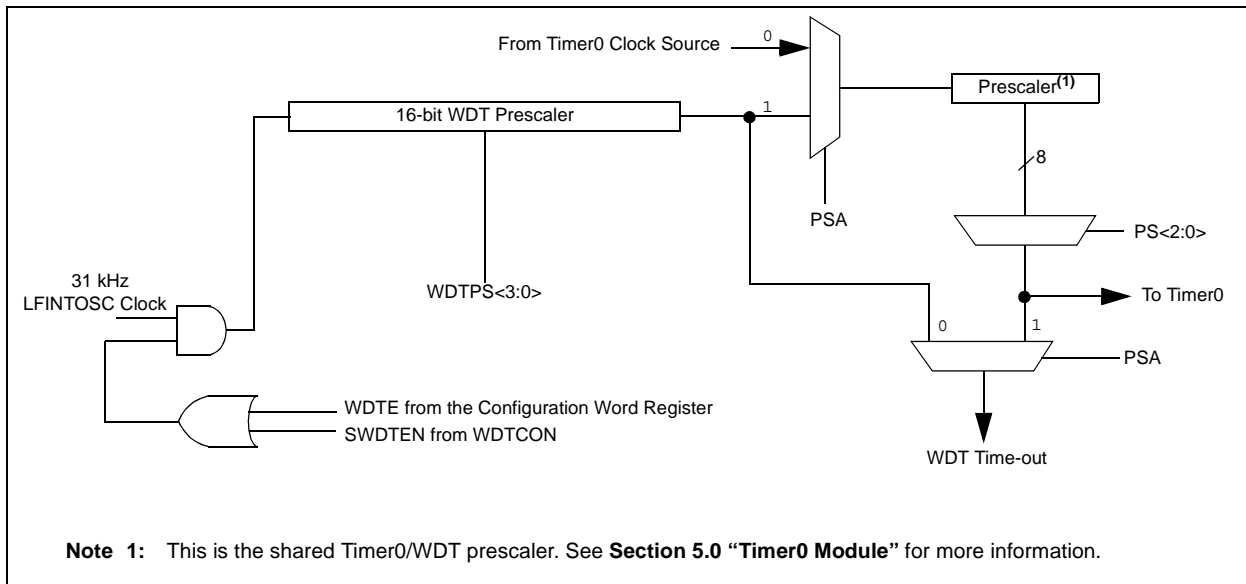 From Timer0 Clock Source
0
1
16-bit WDT Prescaler
Prescaler(1)
8
PSA
PS<2:0>
31 kHz
LFINTOSC Clock
WDTPS<3:0>
To Timer0
0
1
PSA
WDTE from the Configuration Word Register
SWDTEN from WDTCON
WDT Time-out
Note 1: This is the shared Timer0/WDT prescaler. See Section 5.0 “Timer0 Module” for more information.